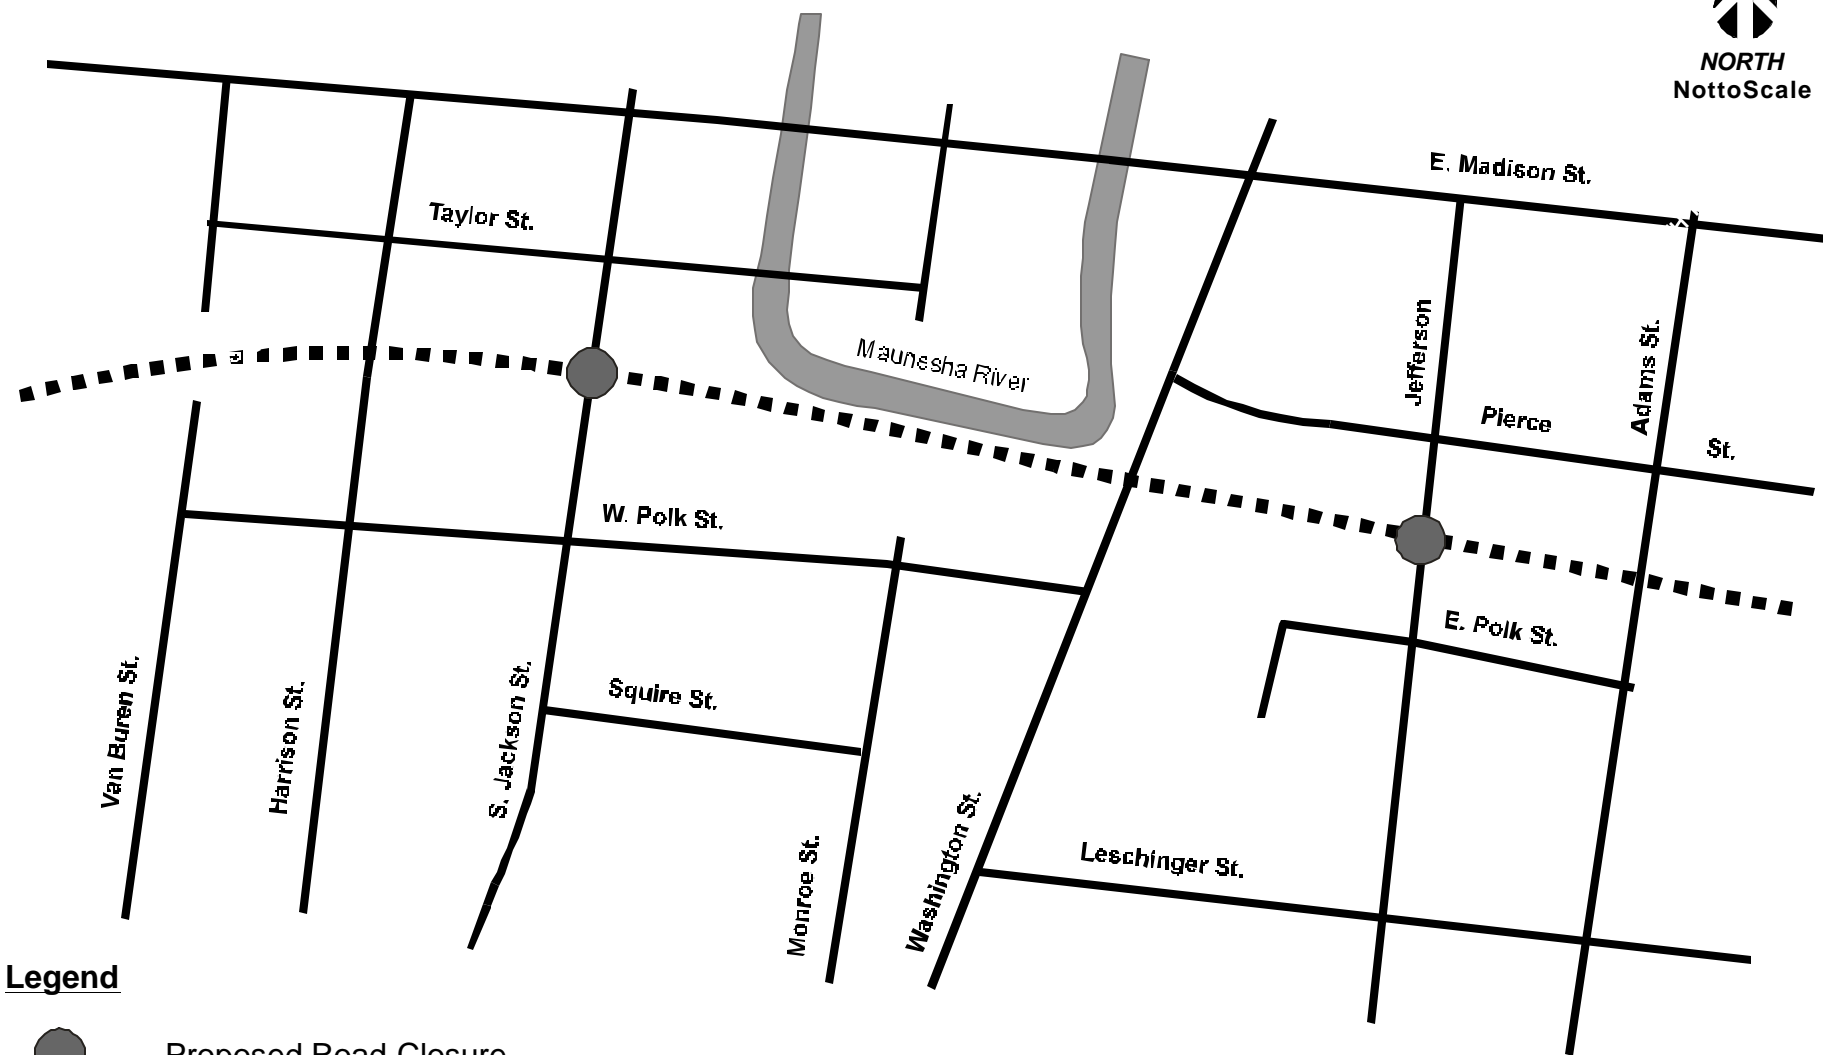 NORTH
NottoScale
E. Madison St.
Taylor St.
Maunesha River
Jefferson
Adams St.
Pierce
St.
W. Polk St.
E. Polk St.
Van Buren St.
Harrison St.
S. Jackson St.
Squire St.
Monroe St.
Washington St.
Leschinger St.
Legend
Proposed Road Closure